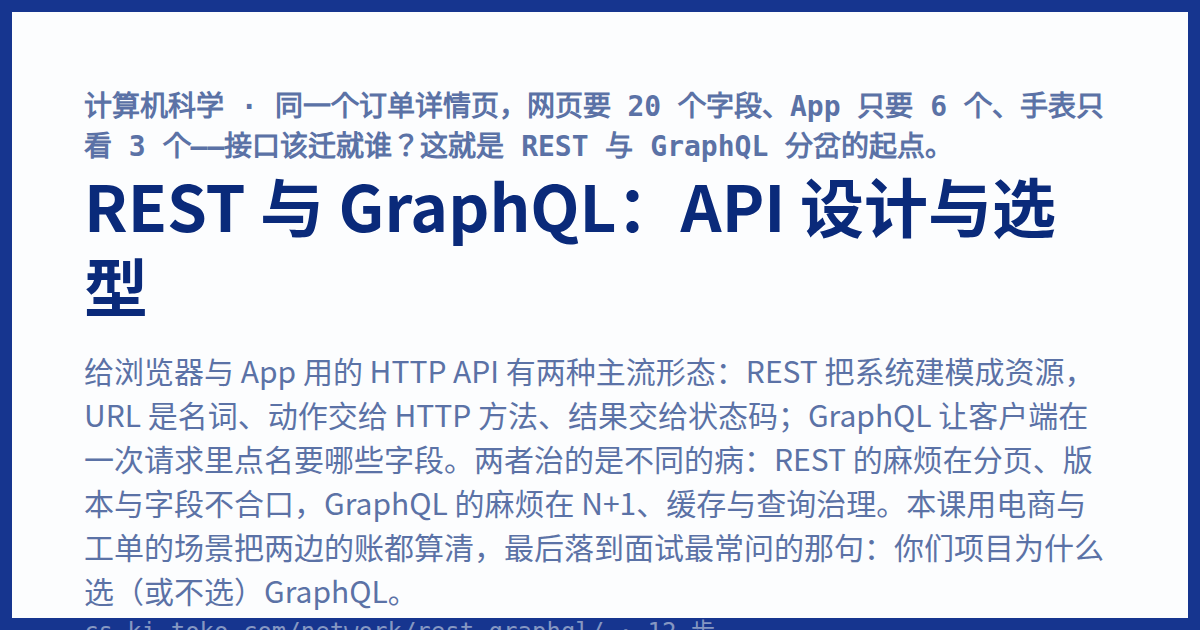 计算机科学 · 同一个订单详情页，网页要 20 个字段、App 只要 6 个、手表只
看 3 个——接口该迁就谁？这就是 REST 与 GraphQL 分岔的起点。
REST 与 GraphQL：API 设计与选
型
给浏览器与 App 用的 HTTP API 有两种主流形态：REST 把系统建模成资源，
URL 是名词、动作交给 HTTP 方法、结果交给状态码；GraphQL 让客户端在
一次请求里点名要哪些字段。两者治的是不同的病：REST 的麻烦在分页、版
本与字段不合口，GraphQL 的麻烦在 N+1、缓存与查询治理。本课用电商与
工单的场景把两边的账都算清，最后落到面试最常问的那句：你们项目为什么
选（或不选）GraphQL。
cs.ki-toko.com/network/rest-graphql/ · 12 步